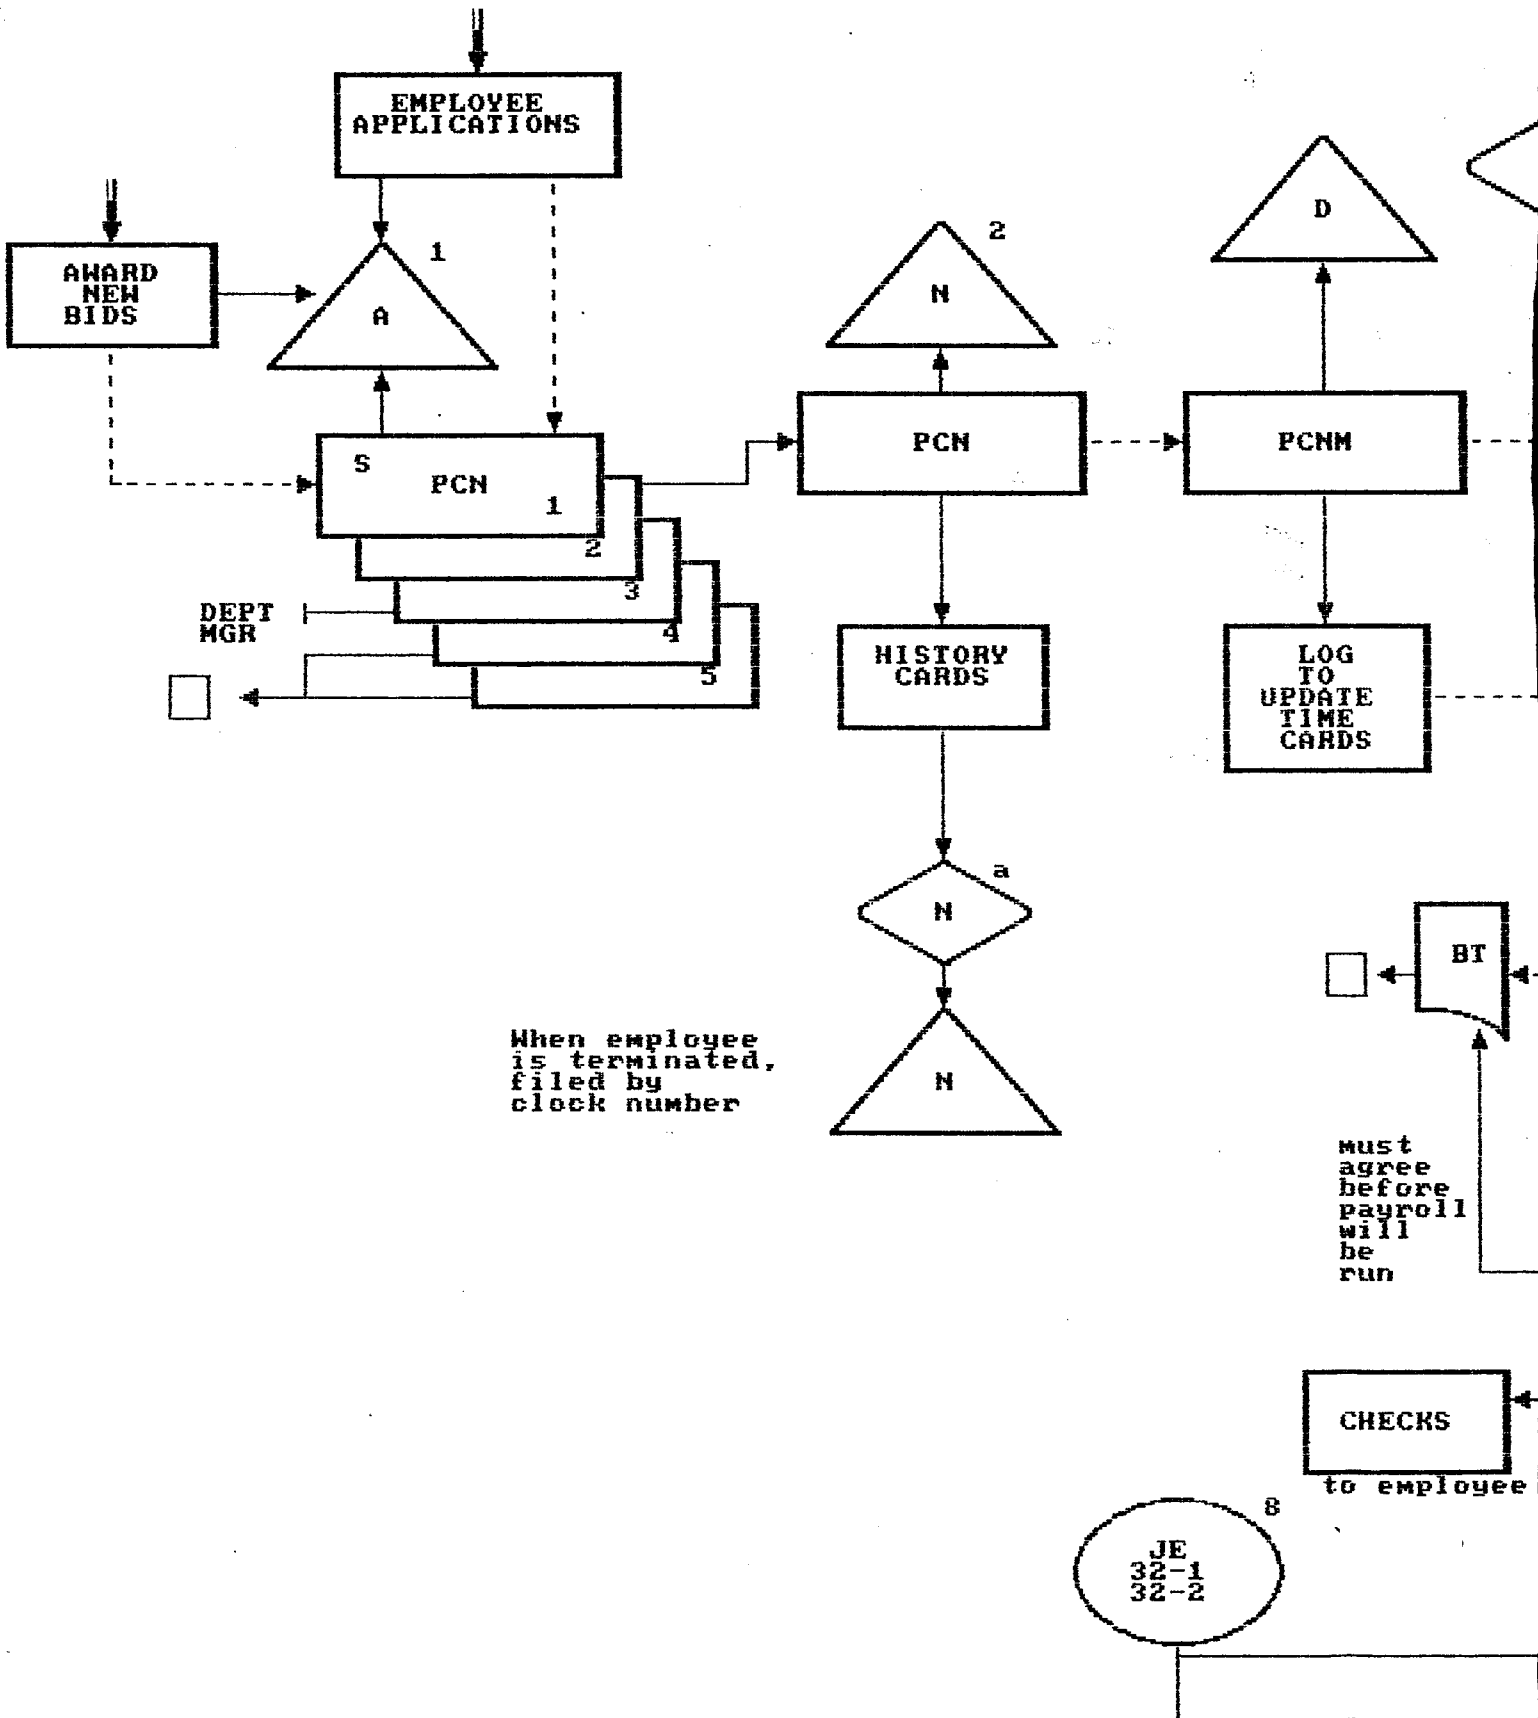 EMPLOYEE
APPLICATIONS
AWARD
NEW
BIDS
1
A
2
N
D
S
PCN
1
2
3
4
5
DEPT
MGR
PCN
PCNM
HISTORY
CARDS
LOG
TO
UPDATE
TIME
CARDS
a
N
N
When employee
is terminated,
filed by
clock number
BT
Must
agree
before
payroll
will
be
run
CHECKS
to employee
8
JE
32-1
32-2